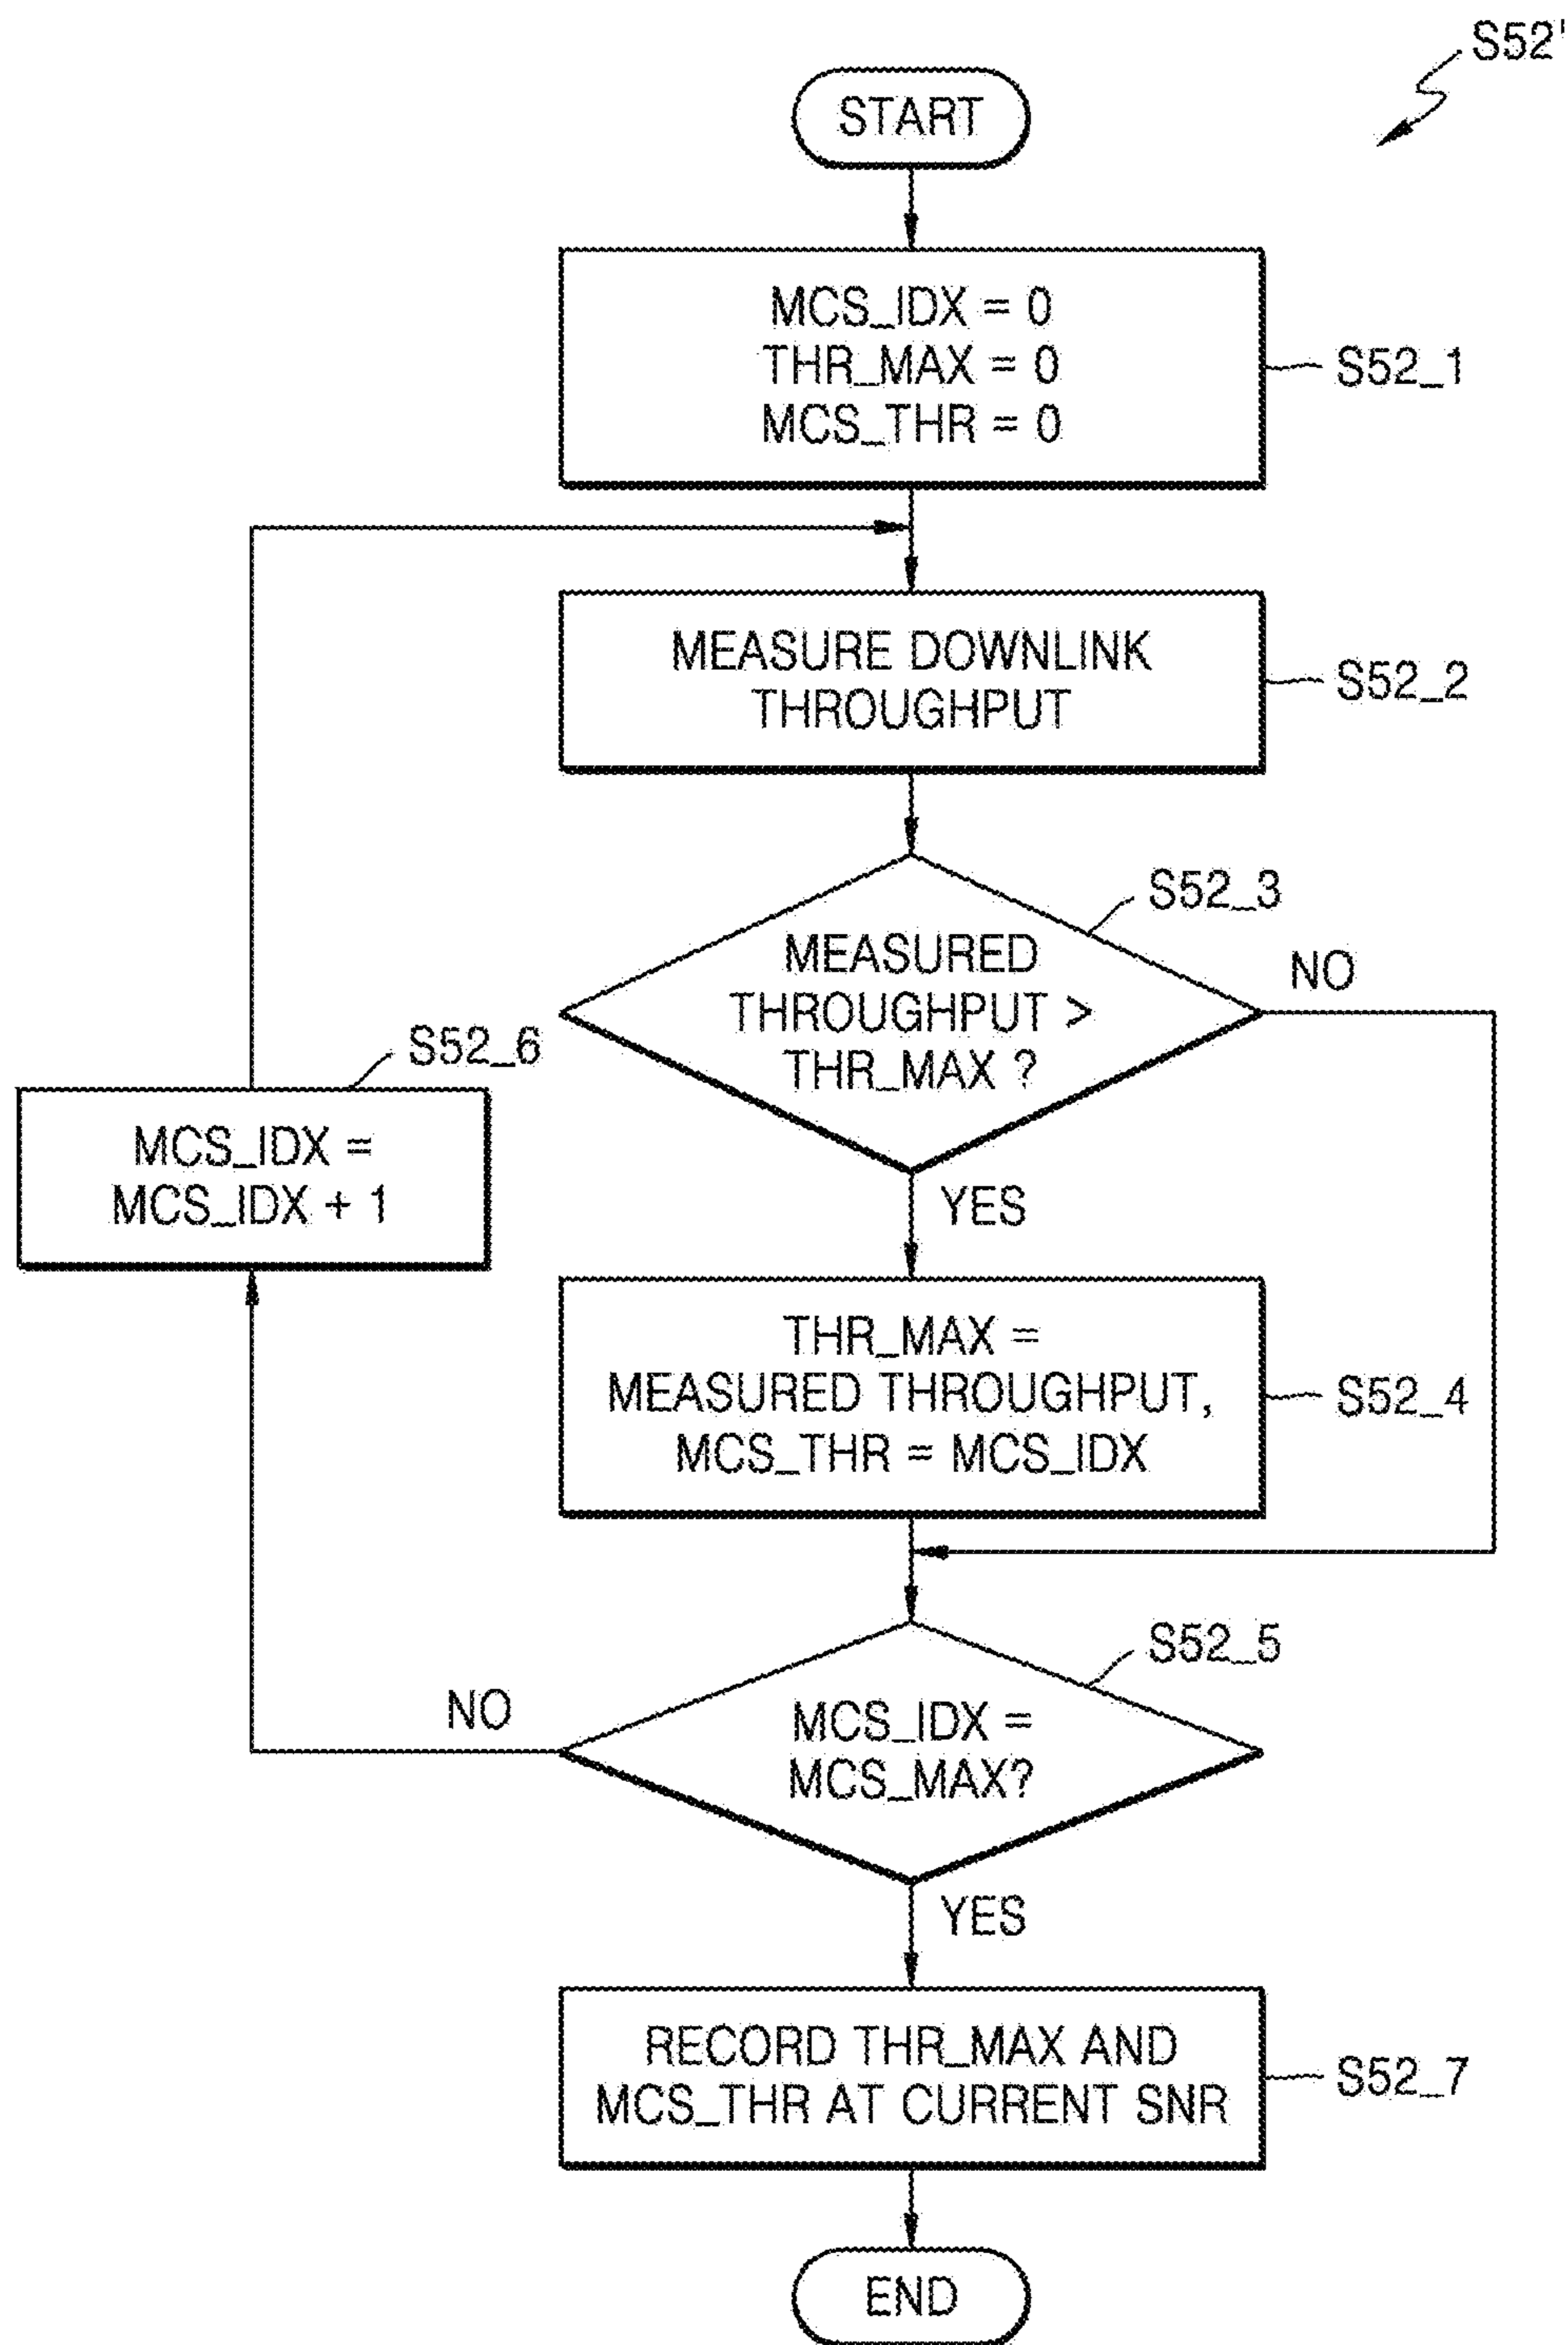 S52'
START
MCS_IDX = 0
THR_MAX = 0
MCS_THR = 0
S52_1
MEASURE DOWNLINK
THROUGHPUT
S52_2
S52_3
MEASURED
THROUGHPUT >
THR_MAX ?
NO
YES
S52_6
MCS_IDX =
MCS_IDX + 1
THR_MAX =
MEASURED THROUGHPUT,
MCS_THR = MCS_IDX
S52_4
S52_5
MCS_IDX =
MCS_MAX?
NO
YES
RECORD THR_MAX AND
MCS_THR AT CURRENT SNR
S52_7
END